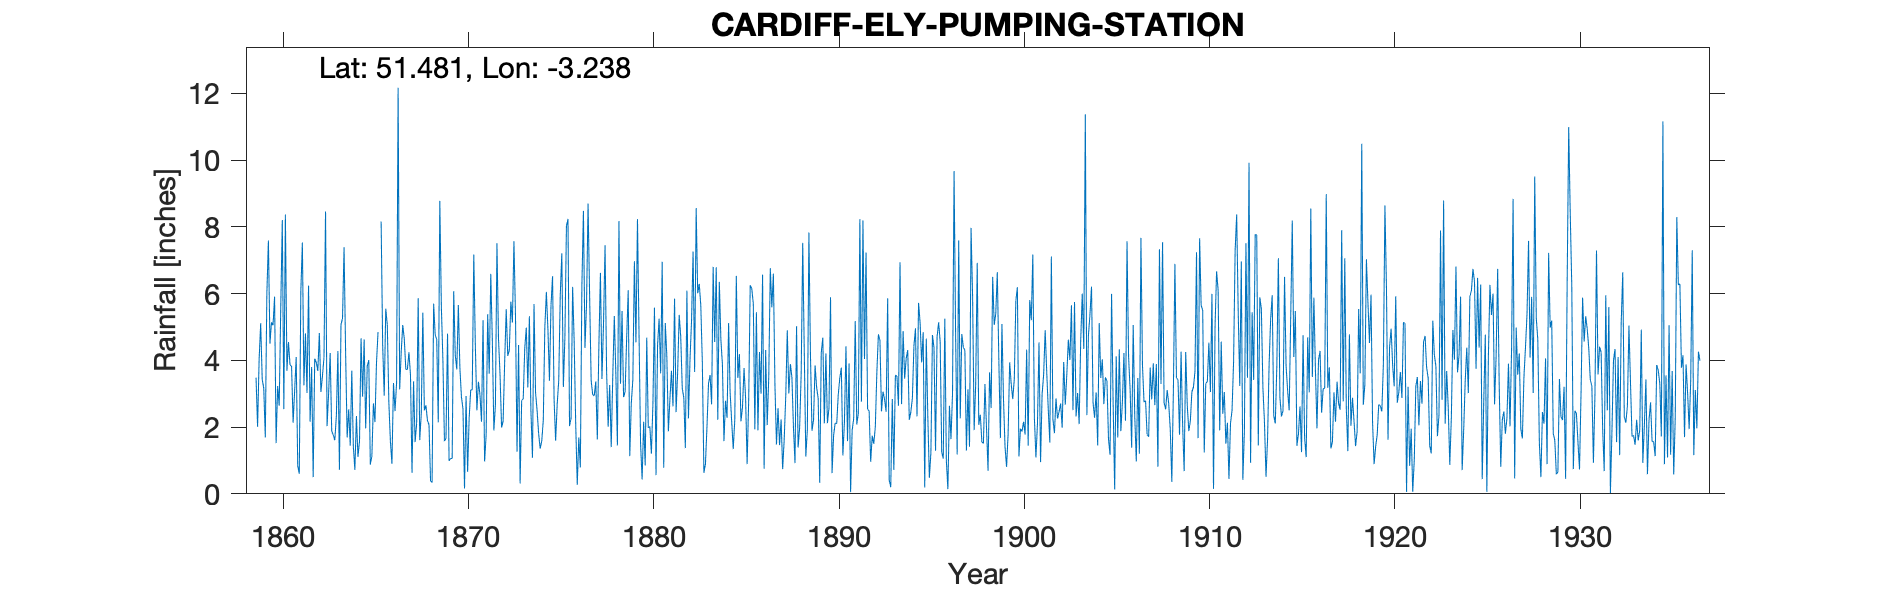 CARDIFF-ELY-PUMPING-STATION
Lat: 51.481, Lon: -3.238
Rainfall [inches]
12
10
8
6
4
2
0
1860 1870 1880 1890 1900 1910 1920 1930
Year